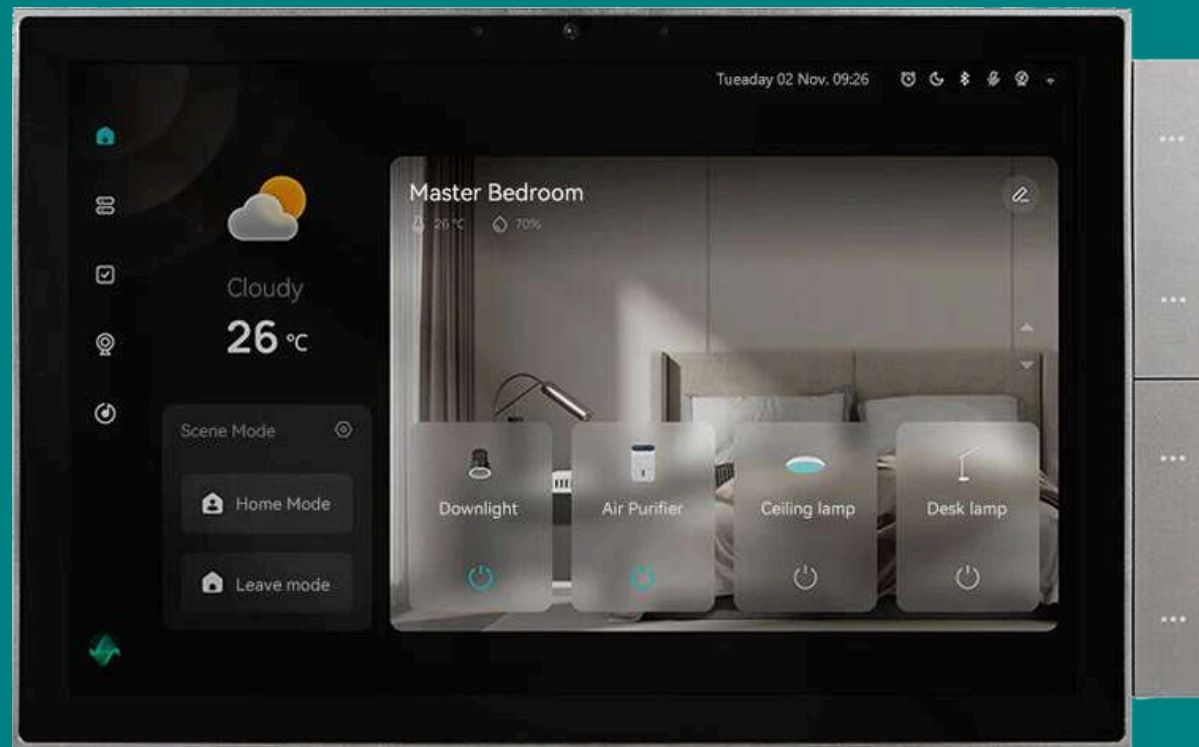 Tueaday 02 Nov. 09:26
Master Bedroom
26 ℃ 70%
Cloudy
26 ℃
Scene Mode
Home Mode
Leave mode
Downlight
Air Purifier
Ceiling lamp
Desk lamp